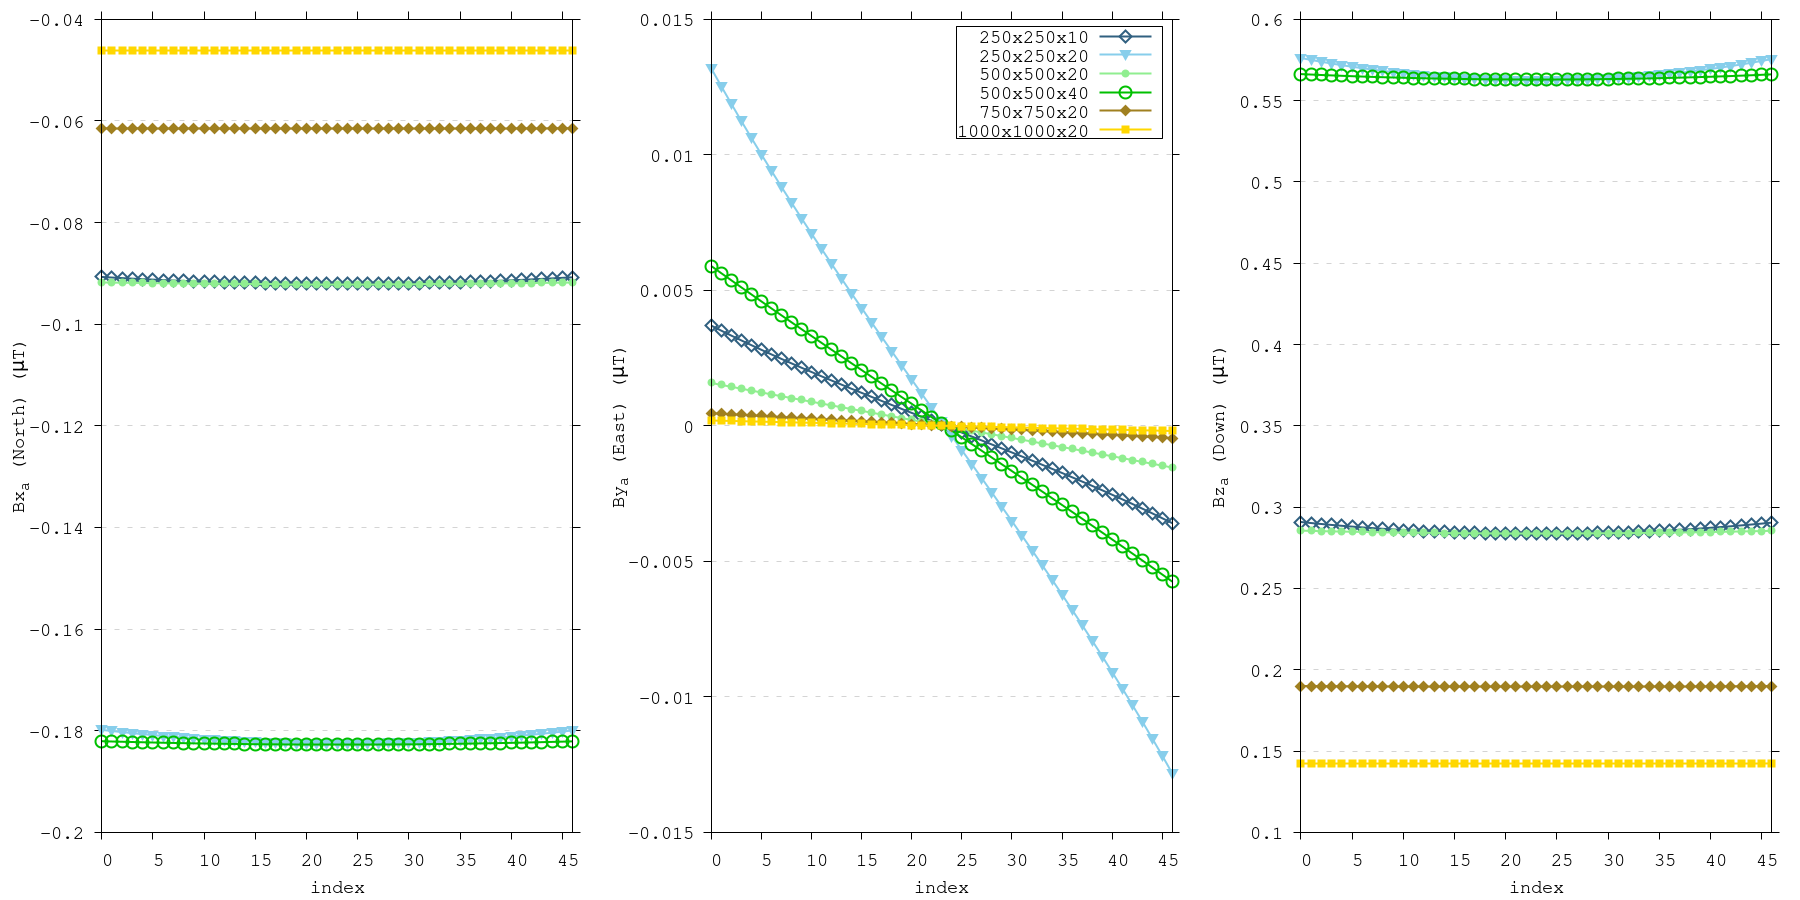 -0.04
-0.06
-0.08
-0.1
-0.12
-0.14
-0.16
-0.18
-0.2
0 5 10 15 20 25 30 35 40 45
index
Bxa (North) (μT)
0.015
0.01
0.005
0
-0.005
-0.01
-0.015
0 5 10 15 20 25 30 35 40 45
index
Bya (East) (μT)
250x250x10
250x250x20
500x500x20
500x500x40
750x750x20
1000x1000x20
0.6
0.55
0.5
0.45
0.4
0.35
0.3
0.25
0.2
0.15
0.1
0 5 10 15 20 25 30 35 40 45
index
Bza (Down) (μT)